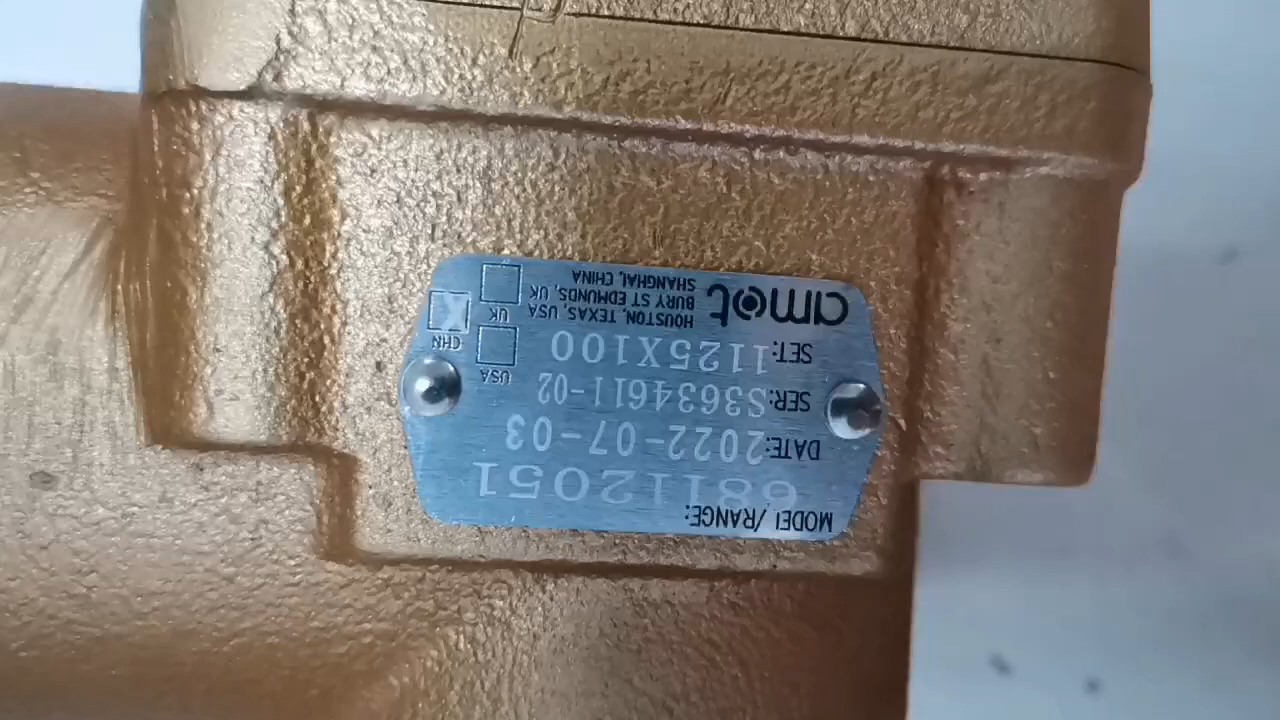 MODEL/RANGE:
68112051
DATE: 2022-07-03
SER: S3634611-02
SET: 1125X100
USA
CHN
X
UK
amot
HOUSTON, TEXAS, USA
BURY ST EDMUNDS, UK
SHANGHAI, CHINA